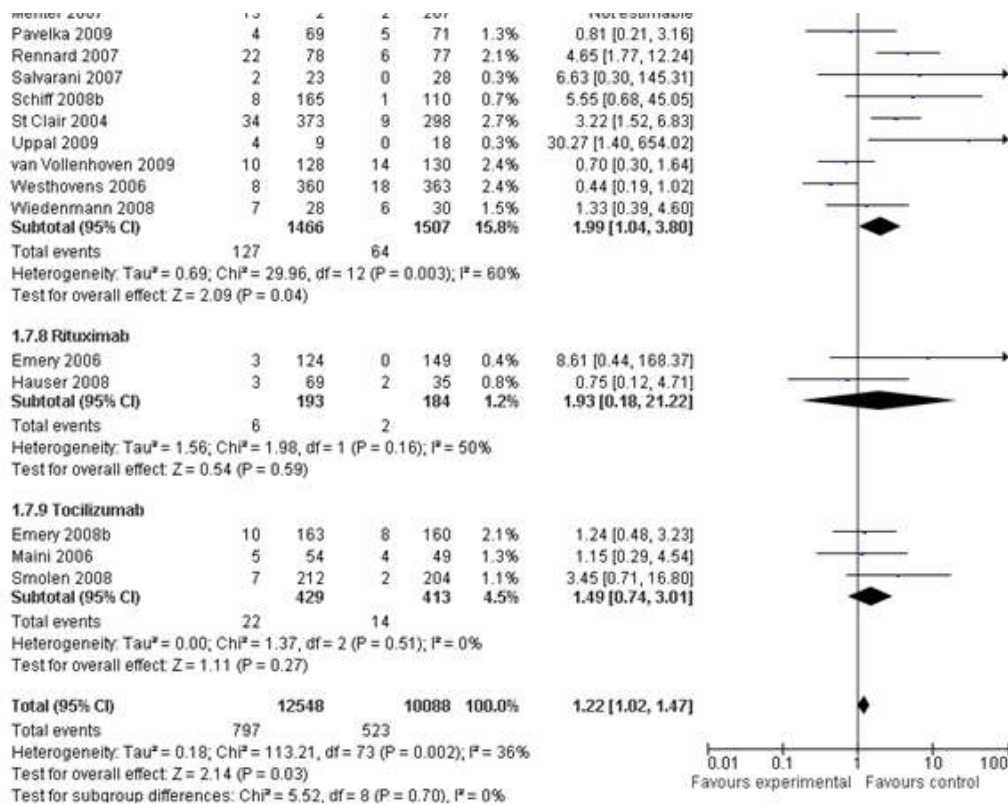 Pavelka 2009 4 69 5 71 1.3% 0.81 [0.21, 3.16]
Rennard 2007 22 78 6 77 2.1% 4.65 [1.77, 12.24]
Salvarani 2007 2 23 0 28 0.3% 6.63 [0.30, 145.31]
Schiff 2008b 8 165 1 110 0.7% 5.55 [0.68, 45.05]
St Clair 2004 34 373 9 298 2.7% 3.22 [1.52, 6.83]
Uppal 2009 4 9 0 18 0.3% 30.27 [1.40, 654.02]
van Vollenhoven 2009 10 128 14 130 2.4% 0.70 [0.30, 1.64]
Westhovens 2006 8 360 18 363 2.4% 0.44 [0.19, 1.02]
Wiedenmann 2008 7 28 6 30 1.5% 1.33 [0.39, 4.60]
Subtotal (95% CI) 1466 1507 15.8% 1.99 [1.04, 3.80]
Total events 127 64
Heterogeneity: Tau² = 0.69; Chi² = 29.96, df = 12 (P = 0.003); I² = 60%
Test for overall effect: Z = 2.09 (P = 0.04)
1.7.8 Rituximab
Emery 2006 3 124 0 149 0.4% 8.61 [0.44, 168.37]
Hauser 2008 3 69 2 35 0.8% 0.75 [0.12, 4.71]
Subtotal (95% CI) 193 184 1.2% 1.93 [0.18, 21.22]
Total events 6 2
Heterogeneity: Tau² = 1.56; Chi² = 1.98, df = 1 (P = 0.16); I² = 50%
Test for overall effect: Z = 0.54 (P = 0.59)
1.7.9 Tocilizumab
Emery 2008b 10 163 8 160 2.1% 1.24 [0.48, 3.23]
Maini 2006 5 54 4 49 1.3% 1.15 [0.29, 4.54]
Smolen 2008 7 212 2 204 1.1% 3.45 [0.71, 16.80]
Subtotal (95% CI) 429 413 4.5% 1.49 [0.74, 3.01]
Total events 22 14
Heterogeneity: Tau² = 0.00; Chi² = 1.37, df = 2 (P = 0.51); I² = 0%
Test for overall effect: Z = 1.11 (P = 0.27)
Total (95% CI) 12548 10088 100.0% 1.22 [1.02, 1.47]
Total events 797 523
Heterogeneity: Tau² = 0.18; Chi² = 113.21, df = 73 (P = 0.002); I² = 36%
Test for overall effect: Z = 2.14 (P = 0.03)
Test for subgroup differences: Chi² = 5.52, df = 8 (P = 0.70), I² = 0%
0.01 0.1 1 10 100
Favours experimental Favours control